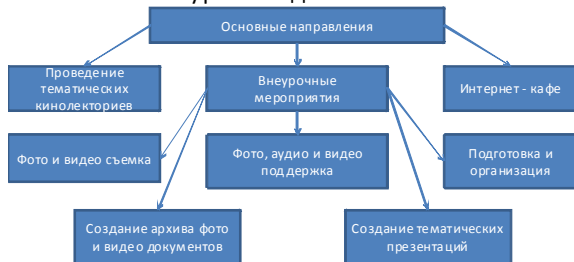 Основные направления
Проведение
тематических
кинолекториев
Внеурочные
мероприятия
Интернет - кафе
Фото и видео съемка
Фото, аудио и видео
поддержка
Подготовка и
организация
Создание архива фото
и видео документов
Создание тематических
презентаций